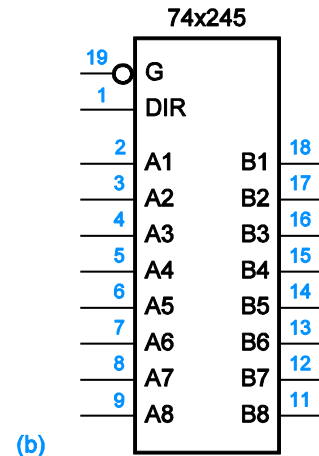 74x245
19 G
1 DIR
2 A1 B1 18
3 A2 B2 17
4 A3 B3 16
5 A4 B4 15
6 A5 B5 14
7 A6 B6 13
8 A7 B7 12
9 A8 B8 11
(b)